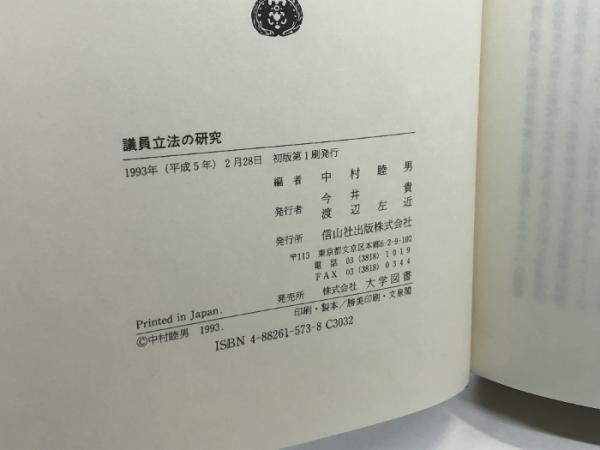 議員立法の研究
1993年(平成5年)2月28日 初版第1刷発行
編者 中村睦男
発行者 今井貴
渡辺左近
発行所 信山社出版株式会社
〒113 東京都文京区本郷6-2-9-102
電話 03(3818)1019
FAX 03(3818)0344
発売所 株式会社 大学図書
印刷・製本/勝美印刷・文泉閣
Printed in Japan.
©中村睦男 1993.
ISBN 4-88261-573-8 C3032